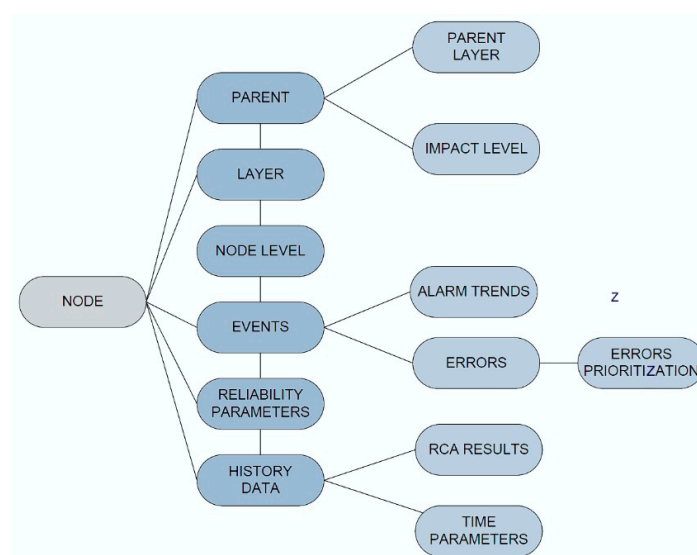 PARENT
LAYER
PARENT
IMPACT LEVEL
LAYER
NODE LEVEL
NODE
ALARM TRENDS
Z
EVENTS
ERRORS
ERRORS
PRIORITIZATION
RELIABILITY
PARAMETERS
RCA RESULTS
HISTORY
DATA
TIME
PARAMETERS